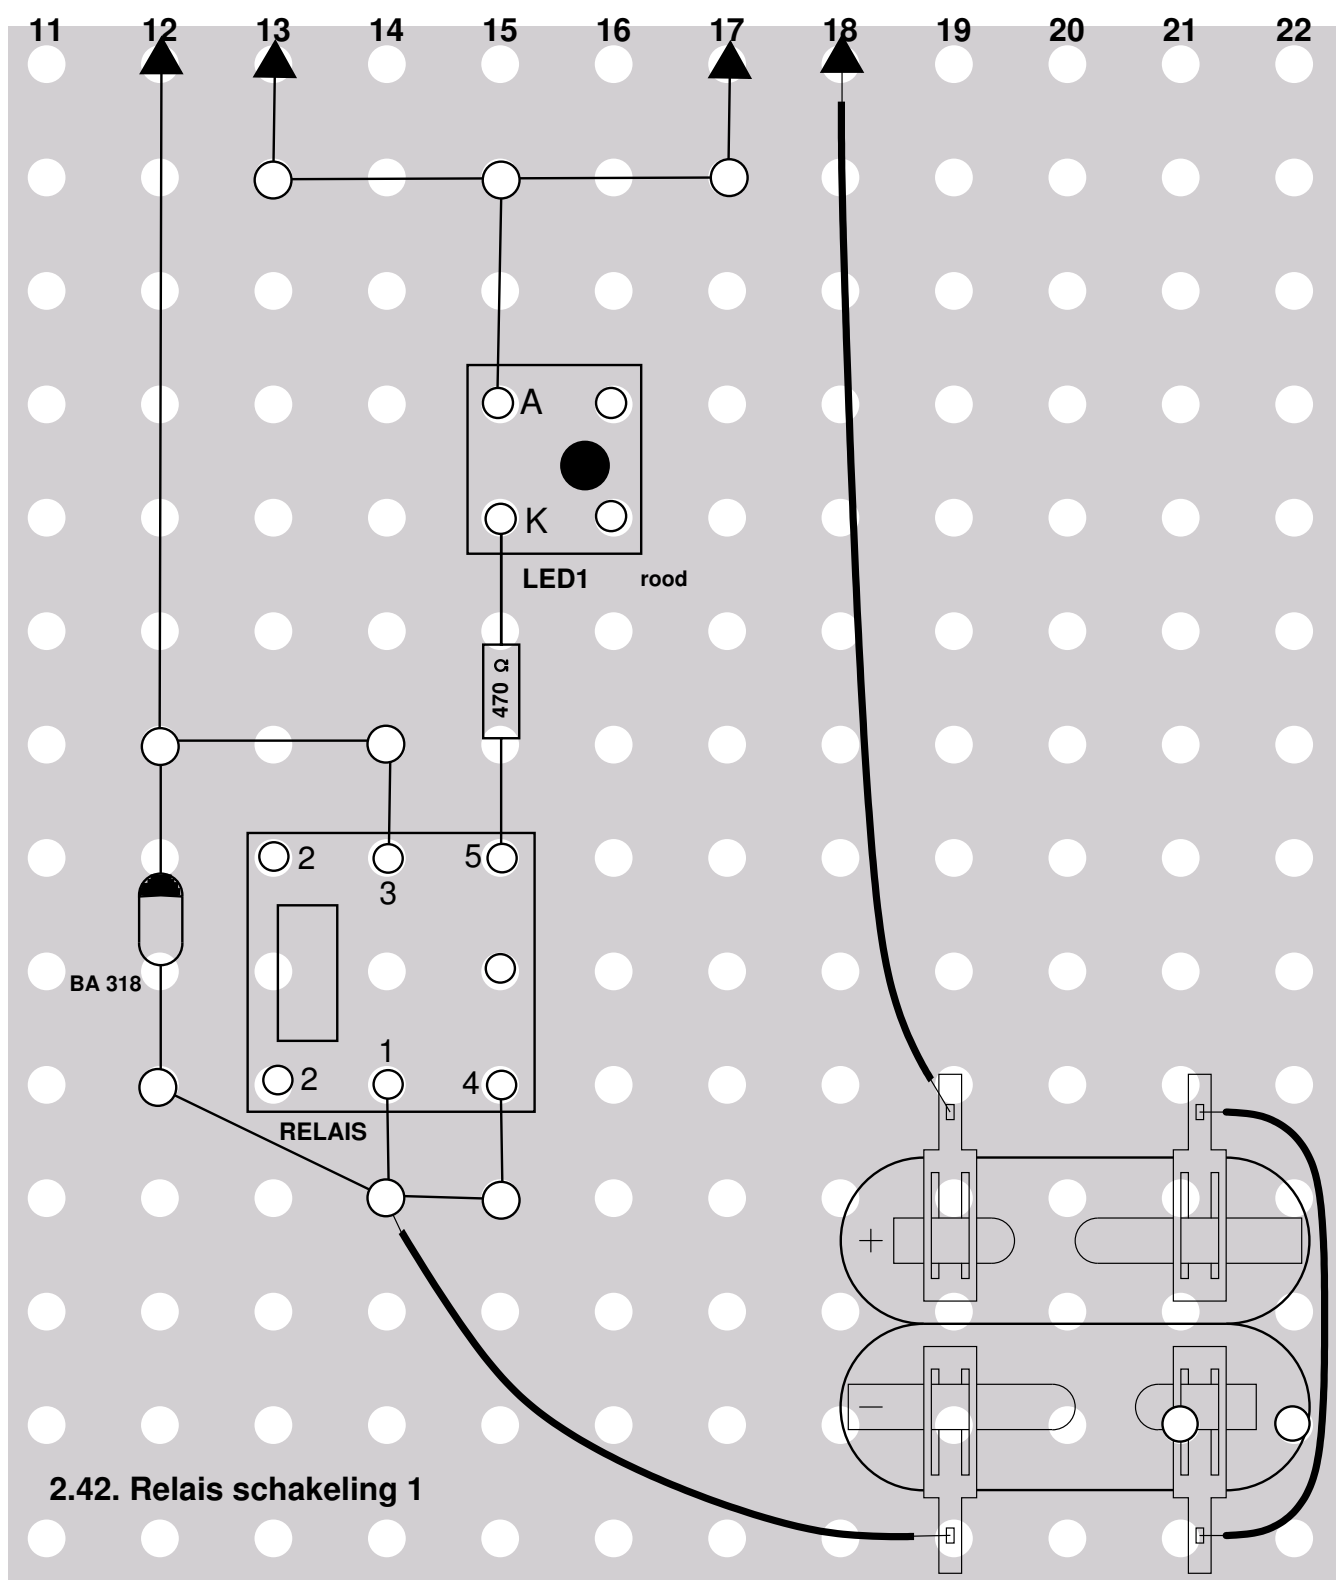 11 12 13 14 15 16 17 18 19 20 21 22
A
K
LED1 rood
470 Ω
2 3 5
BA 318
1
2 4
RELAIS
+
−
2.42. Relais schakeling 1